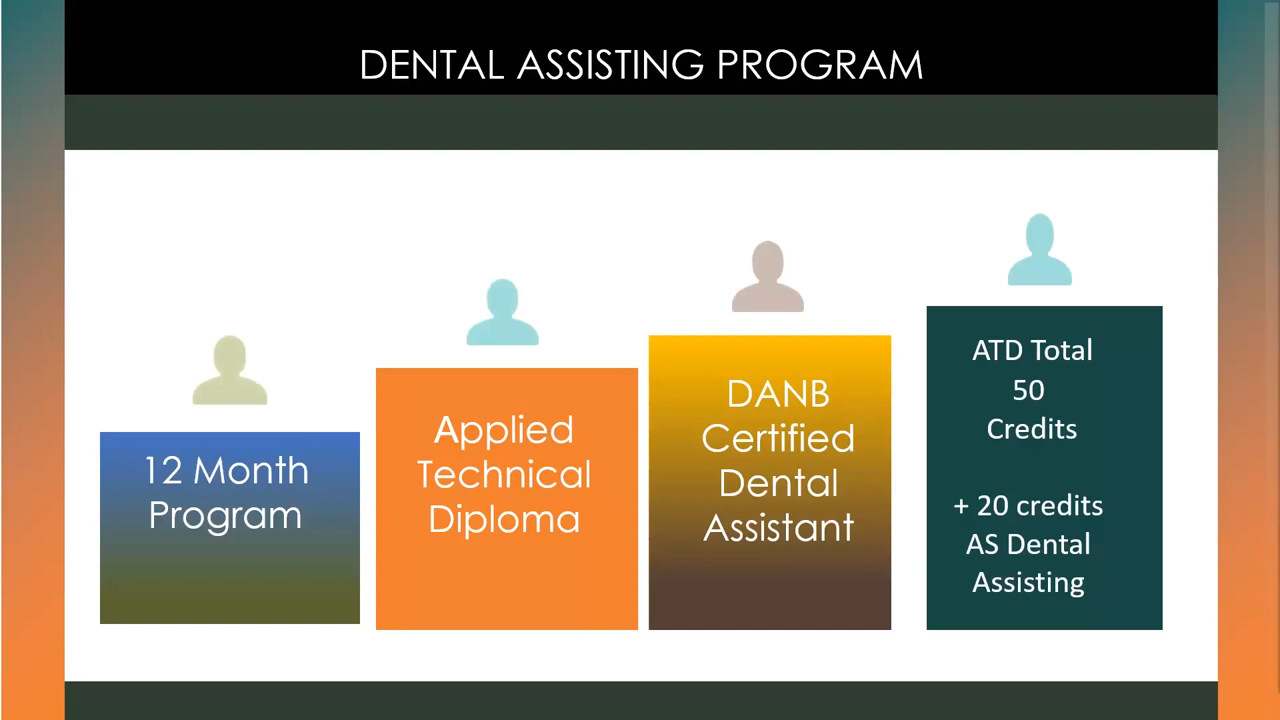 DENTAL ASSISTING PROGRAM
12 Month
Program
Applied
Technical
Diploma
DANB
Certified
Dental
Assistant
ATD Total
50
Credits
+ 20 credits
AS Dental
Assisting